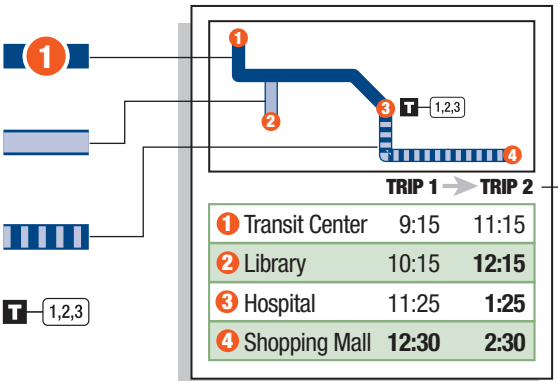 1
1
2
3 T 1,2,3
4
TRIP 1 TRIP 2
1 Transit Center 9:15 11:15
2 Library 10:15 12:15
3 Hospital 11:25 1:25
T 1,2,3
4 Shopping Mall 12:30 2:30